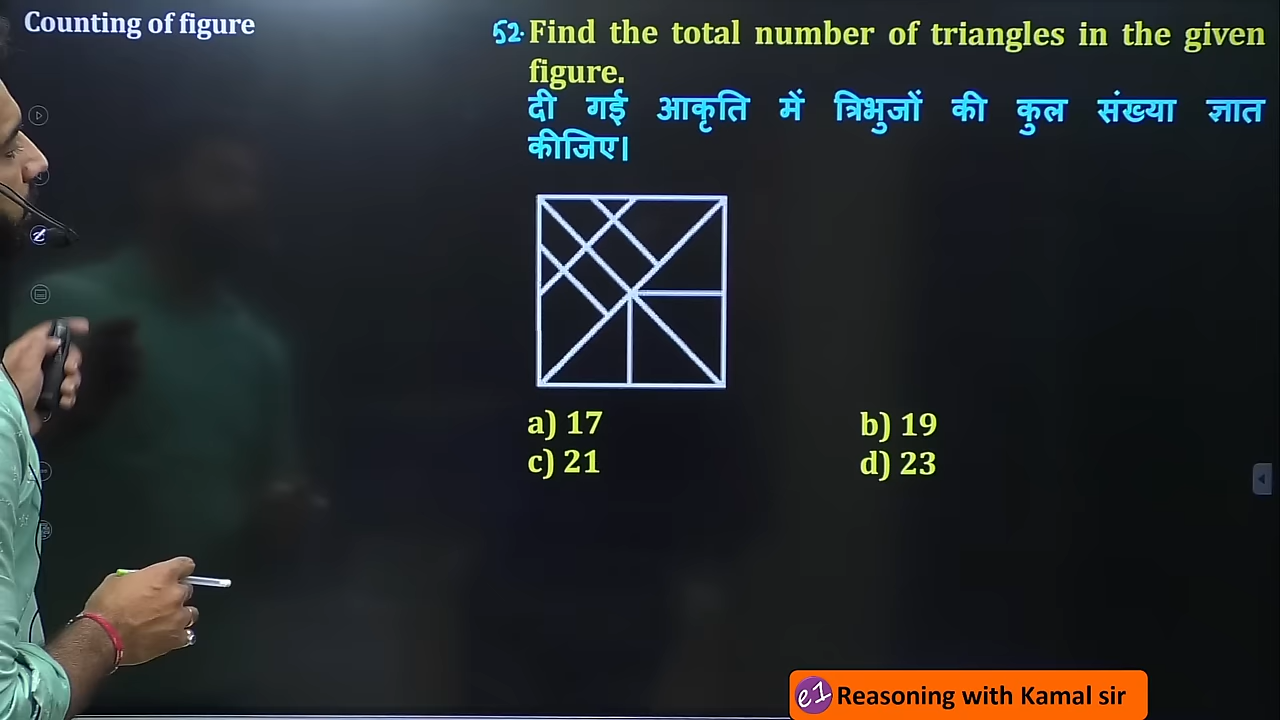 Counting of figure
52. Find the total number of triangles in the given
figure.
दी गई आकृति में त्रिभुजों की कुल संख्या ज्ञात
कीजिए।
a) 17
b) 19
c) 21
d) 23
e1 Reasoning with Kamal sir